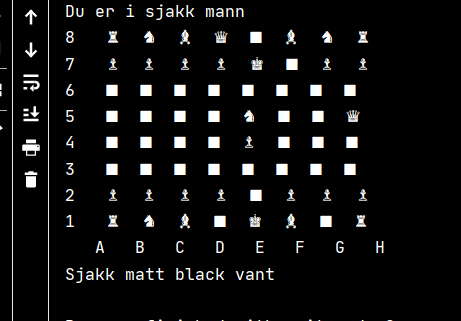 Du er i sjakk mann
8 ♜ ♞ ♝ ♛ ■ ♝ ♞ ♜
7 ♙ ♙ ♙ ♙ ♚ ■ ♙ ♙
6 ■ ■ ■ ■ ■ ■ ■ ■
5 ■ ■ ■ ■ ♞ ■ ■ ♛
4 ■ ■ ■ ■ ♙ ■ ■ ■
3 ■ ■ ■ ■ ■ ■ ■ ■
2 ♙ ♙ ♙ ♙ ■ ♙ ♙ ♙
1 ♜ ♞ ♝ ■ ♚ ♝ ■ ♜
A B C D E F G H
Sjakk matt black vant